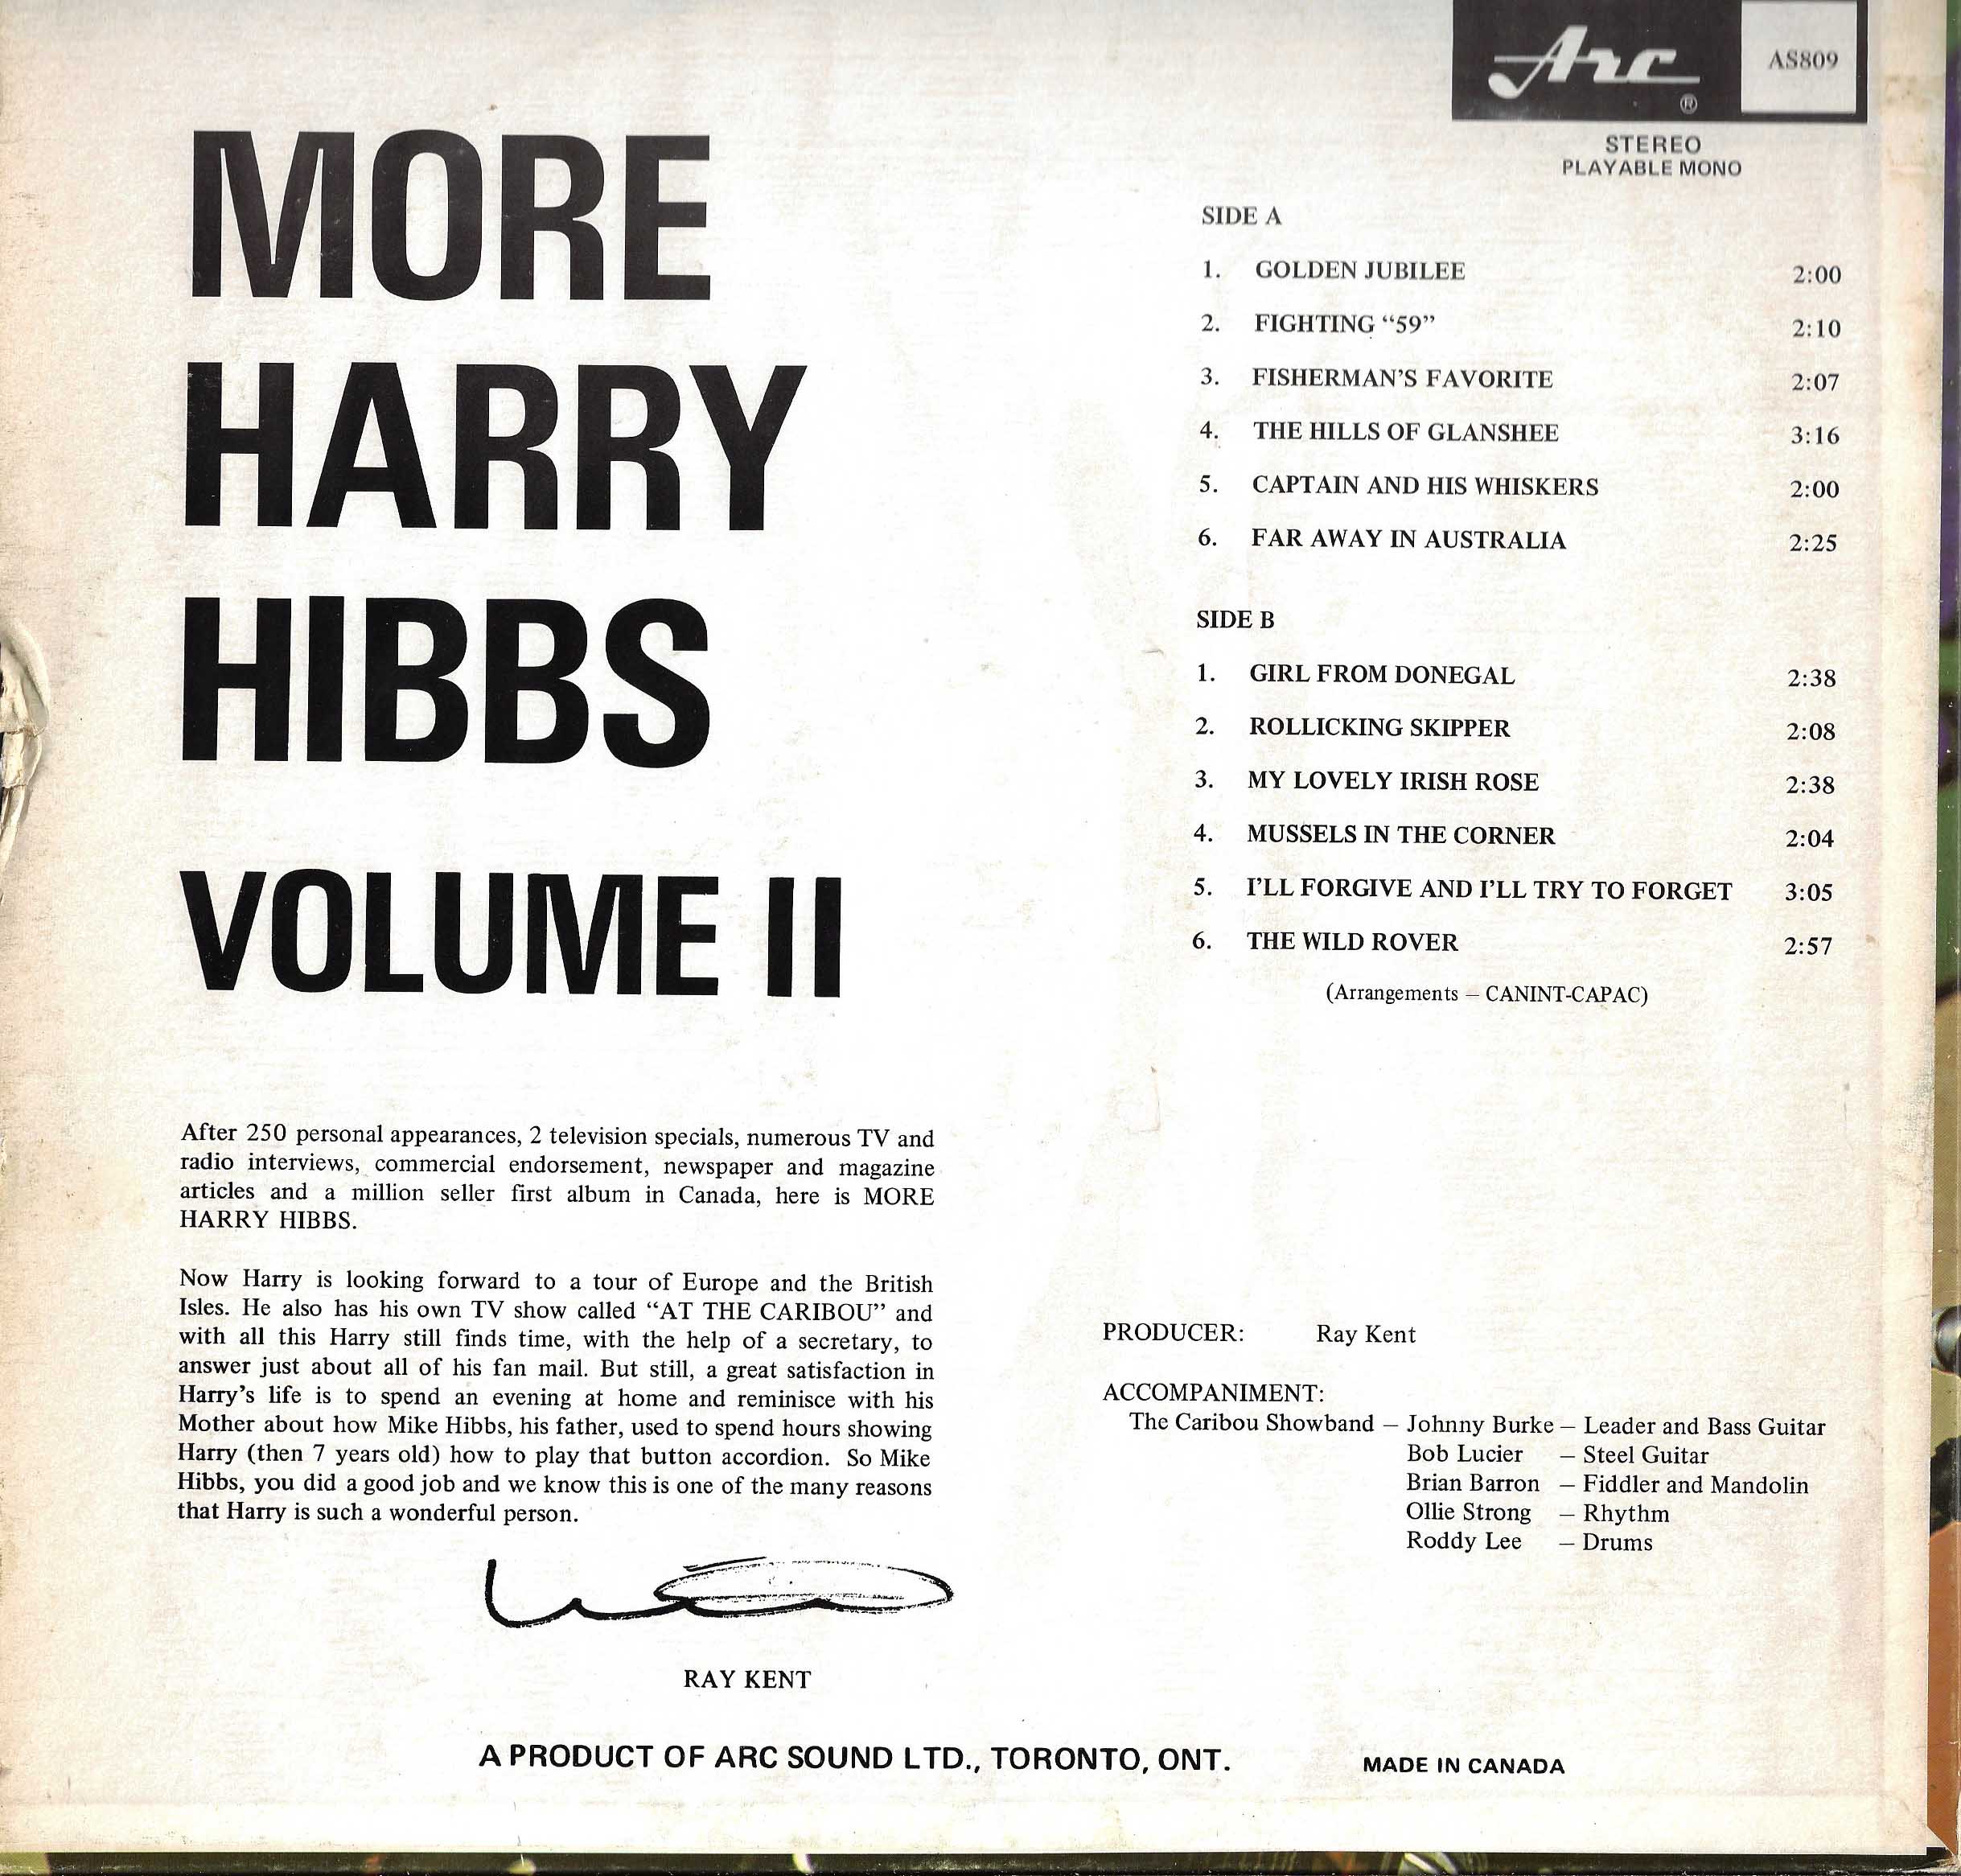 Arc
®
AS809
STEREO
PLAYABLE MONO
MORE
HARRY
HIBBS
VOLUME II
SIDE A
1. GOLDEN JUBILEE 2:00
2. FIGHTING “59” 2:10
3. FISHERMAN’S FAVORITE 2:07
4. THE HILLS OF GLANSHEE 3:16
5. CAPTAIN AND HIS WHISKERS 2:00
6. FAR AWAY IN AUSTRALIA 2:25
SIDE B
1. GIRL FROM DONEGAL 2:38
2. ROLLICKING SKIPPER 2:08
3. MY LOVELY IRISH ROSE 2:38
4. MUSSELS IN THE CORNER 2:04
5. I’LL FORGIVE AND I’LL TRY TO FORGET 3:05
6. THE WILD ROVER 2:57
(Arrangements – CANINT-CAPAC)
After 250 personal appearances, 2 television specials, numerous TV and
radio interviews, commercial endorsement, newspaper and magazine
articles and a million seller first album in Canada, here is MORE
HARRY HIBBS.
Now Harry is looking forward to a tour of Europe and the British
Isles. He also has his own TV show called “AT THE CARIBOU” and
with all this Harry still finds time, with the help of a secretary, to
answer just about all of his fan mail. But still, a great satisfaction in
Harry’s life is to spend an evening at home and reminisce with his
Mother about how Mike Hibbs, his father, used to spend hours showing
Harry (then 7 years old) how to play that button accordion. So Mike
Hibbs, you did a good job and we know this is one of the many reasons
that Harry is such a wonderful person.
RAY KENT
PRODUCER: Ray Kent
ACCOMPANIMENT:
The Caribou Showband – Johnny Burke – Leader and Bass Guitar
Bob Lucier – Steel Guitar
Brian Barron – Fiddler and Mandolin
Ollie Strong – Rhythm
Roddy Lee – Drums
A PRODUCT OF ARC SOUND LTD., TORONTO, ONT.
MADE IN CANADA